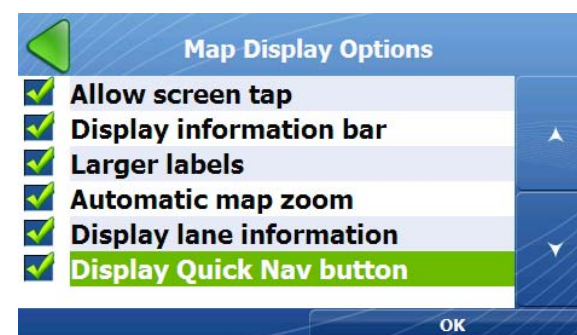 Map Display Options
Allow screen tap
Display information bar
Larger labels
Automatic map zoom
Display lane information
Display Quick Nav button
OK